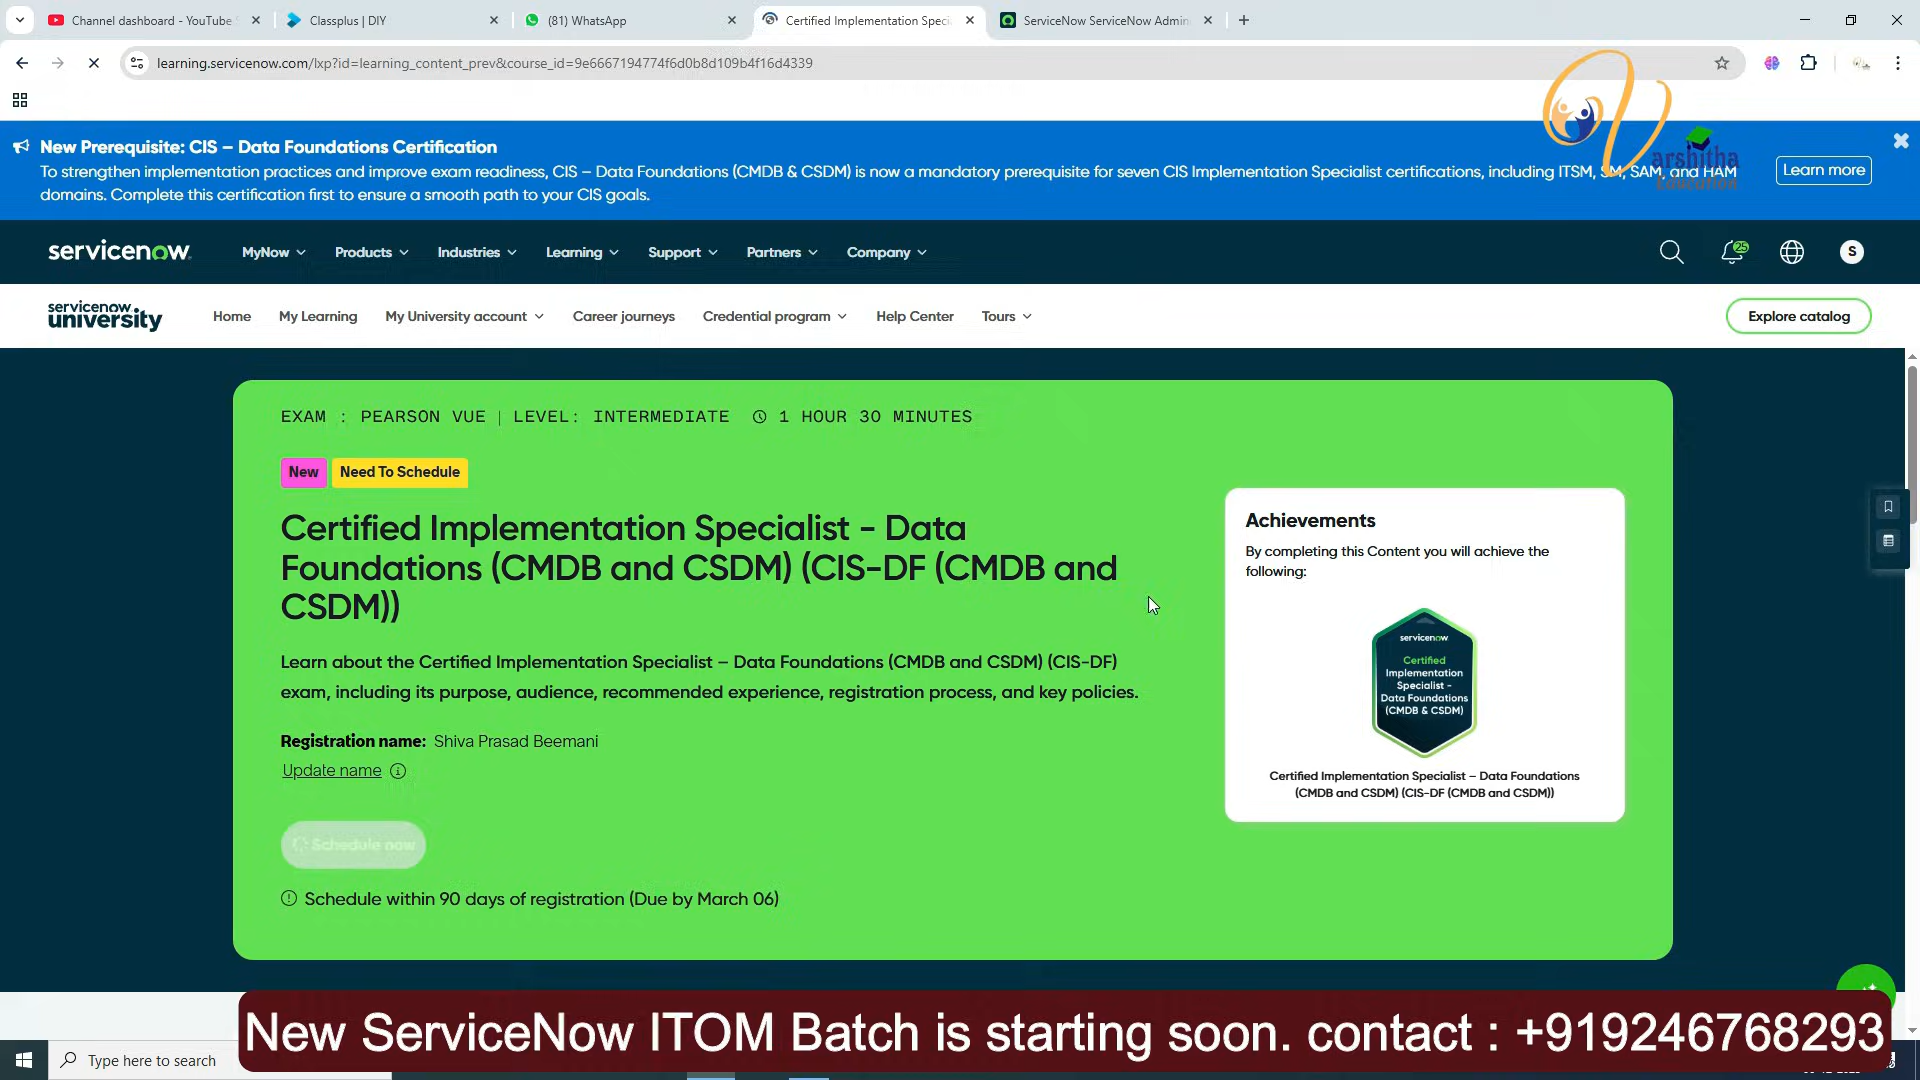 Channel dashboard - YouTube
Classplus | DIY
(81) WhatsApp
Certified Implementation Speci
ServiceNow ServiceNow Admin
learning.servicenow.com/lxp?id=learning_content_prev&course_id=9e6667194774f6d0b8d109b4f16d4339
New Prerequisite: CIS – Data Foundations Certification
To strengthen implementation practices and improve exam readiness, CIS – Data Foundations (CMDB & CSDM) is now a mandatory prerequisite for seven CIS Implementation Specialist certifications, including ITSM, SM, SAM, and HAM
domains. Complete this certification first to ensure a smooth path to your CIS goals.
Learn more
Varshitha
Education
servicenow
MyNow
Products
Industries
Learning
Support
Partners
Company
25
S
servicenow
university
Home
My Learning
My University account
Career journeys
Credential program
Help Center
Tours
Explore catalog
EXAM : PEARSON VUE | LEVEL: INTERMEDIATE 1 HOUR 30 MINUTES
New
Need To Schedule
Certified Implementation Specialist - Data
Foundations (CMDB and CSDM) (CIS-DF (CMDB and
CSDM))
Learn about the Certified Implementation Specialist – Data Foundations (CMDB and CSDM) (CIS-DF)
exam, including its purpose, audience, recommended experience, registration process, and key policies.
Registration name: Shiva Prasad Beemani
Update name
Schedule now
Schedule within 90 days of registration (Due by March 06)
Achievements
By completing this Content you will achieve the
following:
servicenow
Certified
Implementation
Specialist -
Data Foundations
(CMDB & CSDM)
Certified Implementation Specialist – Data Foundations
(CMDB and CSDM) (CIS-DF (CMDB and CSDM))
New ServiceNow ITOM Batch is starting soon. contact : +919246768293
Type here to search